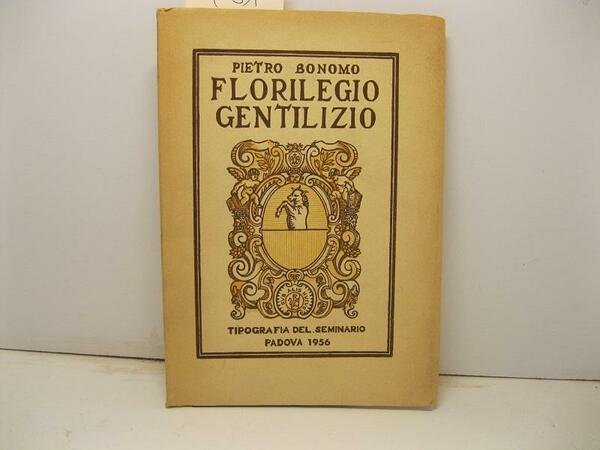 PIETRO BONOMO
FLORILEGIO
GENTILIZIO
TIPOGRAFIA DEL SEMINARIO
PADOVA 1956